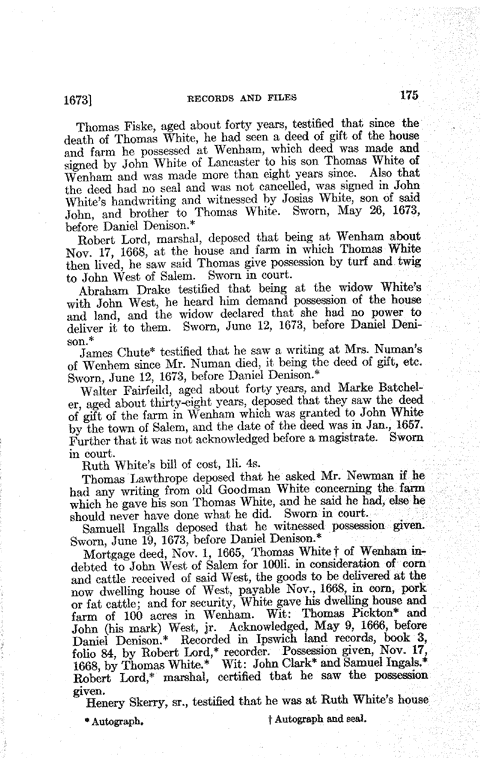 1673] RECORDS AND FILES 175
Thomas Fiske, aged about forty years, testified that since the
death of Thomas White, he had seen a deed of gift of the house
and farm he possessed at Wenham, which deed was made and
signed by John White of Lancaster to his son Thomas White of
Wenham and was made more than eight years since. Also that
the deed had no seal and was not cancelled, was signed in John
White's handwriting and witnessed by Josias White, son of said
John, and brother to Thomas White. Sworn, May 26, 1673,
before Daniel Denison.*
Robert Lord, marshal, deposed that being at Wenham about
Nov. 17, 1668, at the house and farm in which Thomas White
then lived, he saw said Thomas give possession by turf and twig
to John West of Salem. Sworn in court.
Abraham Drake testified that being at the widow White's
with John West, he heard him demand possession of the house
and land, and the widow declared that she had no power to
deliver it to them. Sworn, June 12, 1673, before Daniel Deni-
son.*
James Chute* testified that he saw a writing at Mrs. Numan's
of Wenhem since Mr. Numan died, it being the deed of gift, etc.
Sworn, June 12, 1673, before Daniel Denison.*
Walter Fairfeild, aged about forty years, and Marke Batchel-
er, aged about thirty-eight years, deposed that they saw the deed
of gift of the farm in Wenham which was granted to John White
by the town of Salem, and the date of the deed was in Jan., 1657.
Further that it was not acknowledged before a magistrate. Sworn
in court.
Ruth White's bill of cost, 1li. 4s.
Thomas Lawthrope deposed that he asked Mr. Newman if he
had any writing from old Goodman White concerning the farm
which he gave his son Thomas White, and he said he had, else he
should never have done what he did. Sworn in court.
Samuell Ingalls deposed that he witnessed possession given.
Sworn, June 19, 1673, before Daniel Denison.*
Mortgage deed, Nov. 1, 1665, Thomas White† of Wenham in-
debted to John West of Salem for 100li. in consideration of corn
and cattle received of said West, the goods to be delivered at the
now dwelling house of West, payable Nov., 1668, in corn, pork
or fat cattle; and for security, White gave his dwelling house and
farm of 100 acres in Wenham. Wit: Thomas Pickton* and
John (his mark) West, jr. Acknowledged, May 9, 1666, before
Daniel Denison.* Recorded in Ipswich land records, book 3,
folio 84, by Robert Lord,* recorder. Possession given, Nov. 17,
1668, by Thomas White.* Wit: John Clark* and Samuel Ingals.*
Robert Lord,* marshal, certified that he saw the possession
given.
Henery Skerry, sr., testified that he was at Ruth White's house
* Autograph. † Autograph and seal.